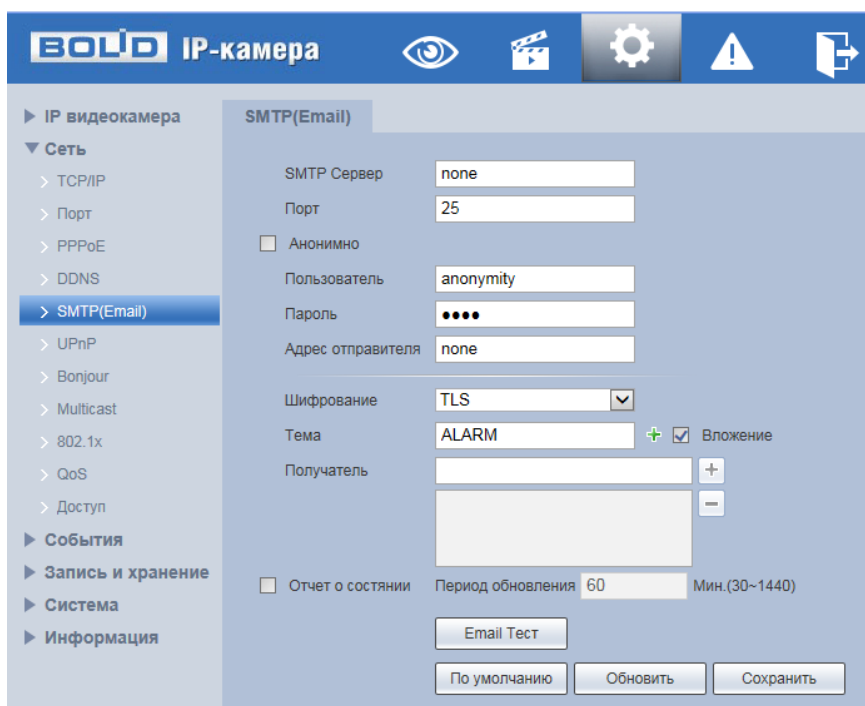 BOLID IP-камера
IP видеокамера
Сеть
TCP/IP
Порт
PPPoE
DDNS
SMTP(Email)
UPnP
Bonjour
Multicast
802.1x
QoS
Доступ
События
Запись и хранение
Система
Информация
SMTP(Email)
SMTP Сервер none
Порт 25
Анонимно
Пользователь anonymity
Пароль ••••
Адрес отправителя none
Шифрование TLS
Тема ALARM Вложение
Получатель
Отчет о состоянии Период обновления 60 Мин.(30~1440)
Email Тест
По умолчанию Обновить Сохранить